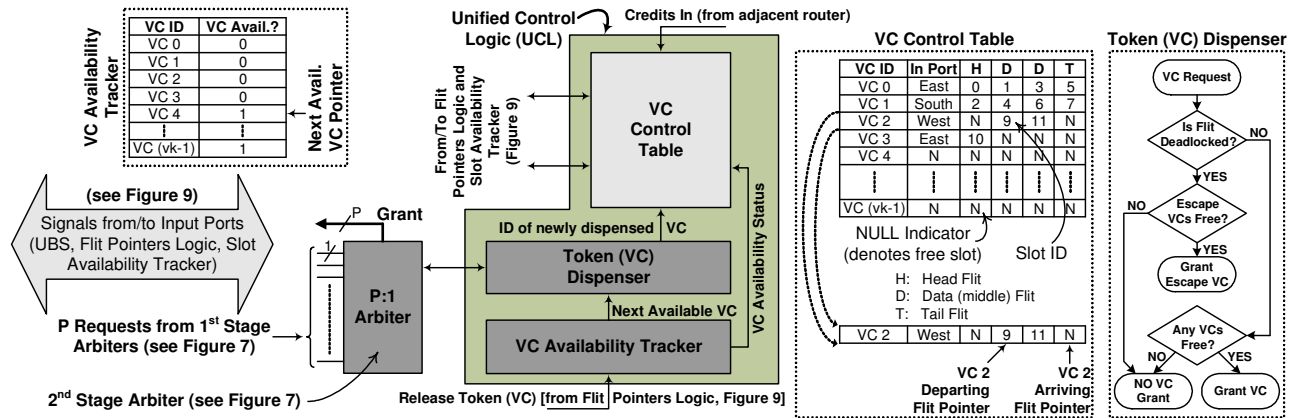 VC Availability
Tracker
VC ID VC Avail.?
VC 0 0
VC 1 0
VC 2 0
VC 3 0
VC 4 1
VC (vk-1) 1
Next Avail.
VC Pointer
(see Figure 9)
Signals from/to Input Ports
(UBS, Flit Pointers Logic, Slot
Availability Tracker)
P Requests from 1st Stage
Arbiters (see Figure 7)
2nd Stage Arbiter (see Figure 7)
P
Grant
1
P:1
Arbiter
Unified Control
Logic (UCL)
Credits In (from adjacent router)
From/To Flit
Pointers Logic and
Slot Availability
Tracker
(Figure 9)
VC
Control
Table
ID of newly dispensed VC
Token (VC)
Dispenser
Next Available VC
VC Availability Tracker
VC Availability Status
Release Token (VC) [from Flit Pointers Logic, Figure 9]
VC Control Table
VC ID In Port H D D T
VC 0 East 0 1 3 5
VC 1 South 2 4 6 7
VC 2 West N 9 11 N
VC 3 East 10 N N N
VC 4 N N N N N
VC (vk-1) N N N N N
NULL Indicator
(denotes free slot)
Slot ID
H: Head Flit
D: Data (middle) Flit
T: Tail Flit
VC 2 West N 9 11 N
VC 2
Departing
Flit Pointer
VC 2
Arriving
Flit Pointer
Token (VC) Dispenser
VC Request
Is Flit
Deadlocked?
NO
YES
Escape
VCs Free?
NO
YES
Grant
Escape VC
Any VCs
Free?
NO
YES
NO VC
Grant
Grant VC